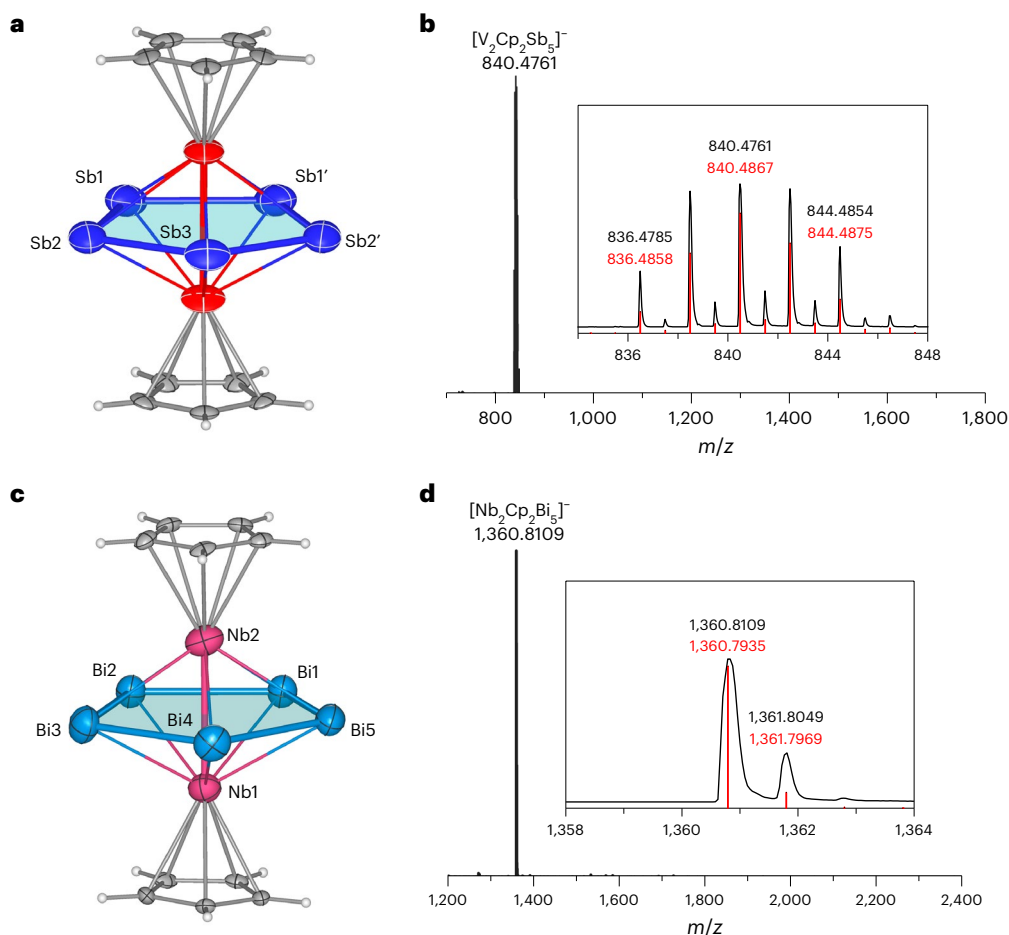 a
Sb1
Sb1′
Sb2
Sb3
Sb2′
b
[V2Cp2Sb5]–
840.4761
840.4761
840.4867
836.4785
836.4858
844.4854
844.4875
836
840
844
848
800
1,000
1,200
1,400
1,600
1,800
m/z
c
Nb2
Bi2
Bi1
Bi3
Bi4
Bi5
Nb1
d
[Nb2Cp2Bi5]–
1,360.8109
1,360.8109
1,360.7935
1,361.8049
1,361.7969
1,358
1,360
1,362
1,364
1,200
1,400
1,600
1,800
2,000
2,200
2,400
m/z